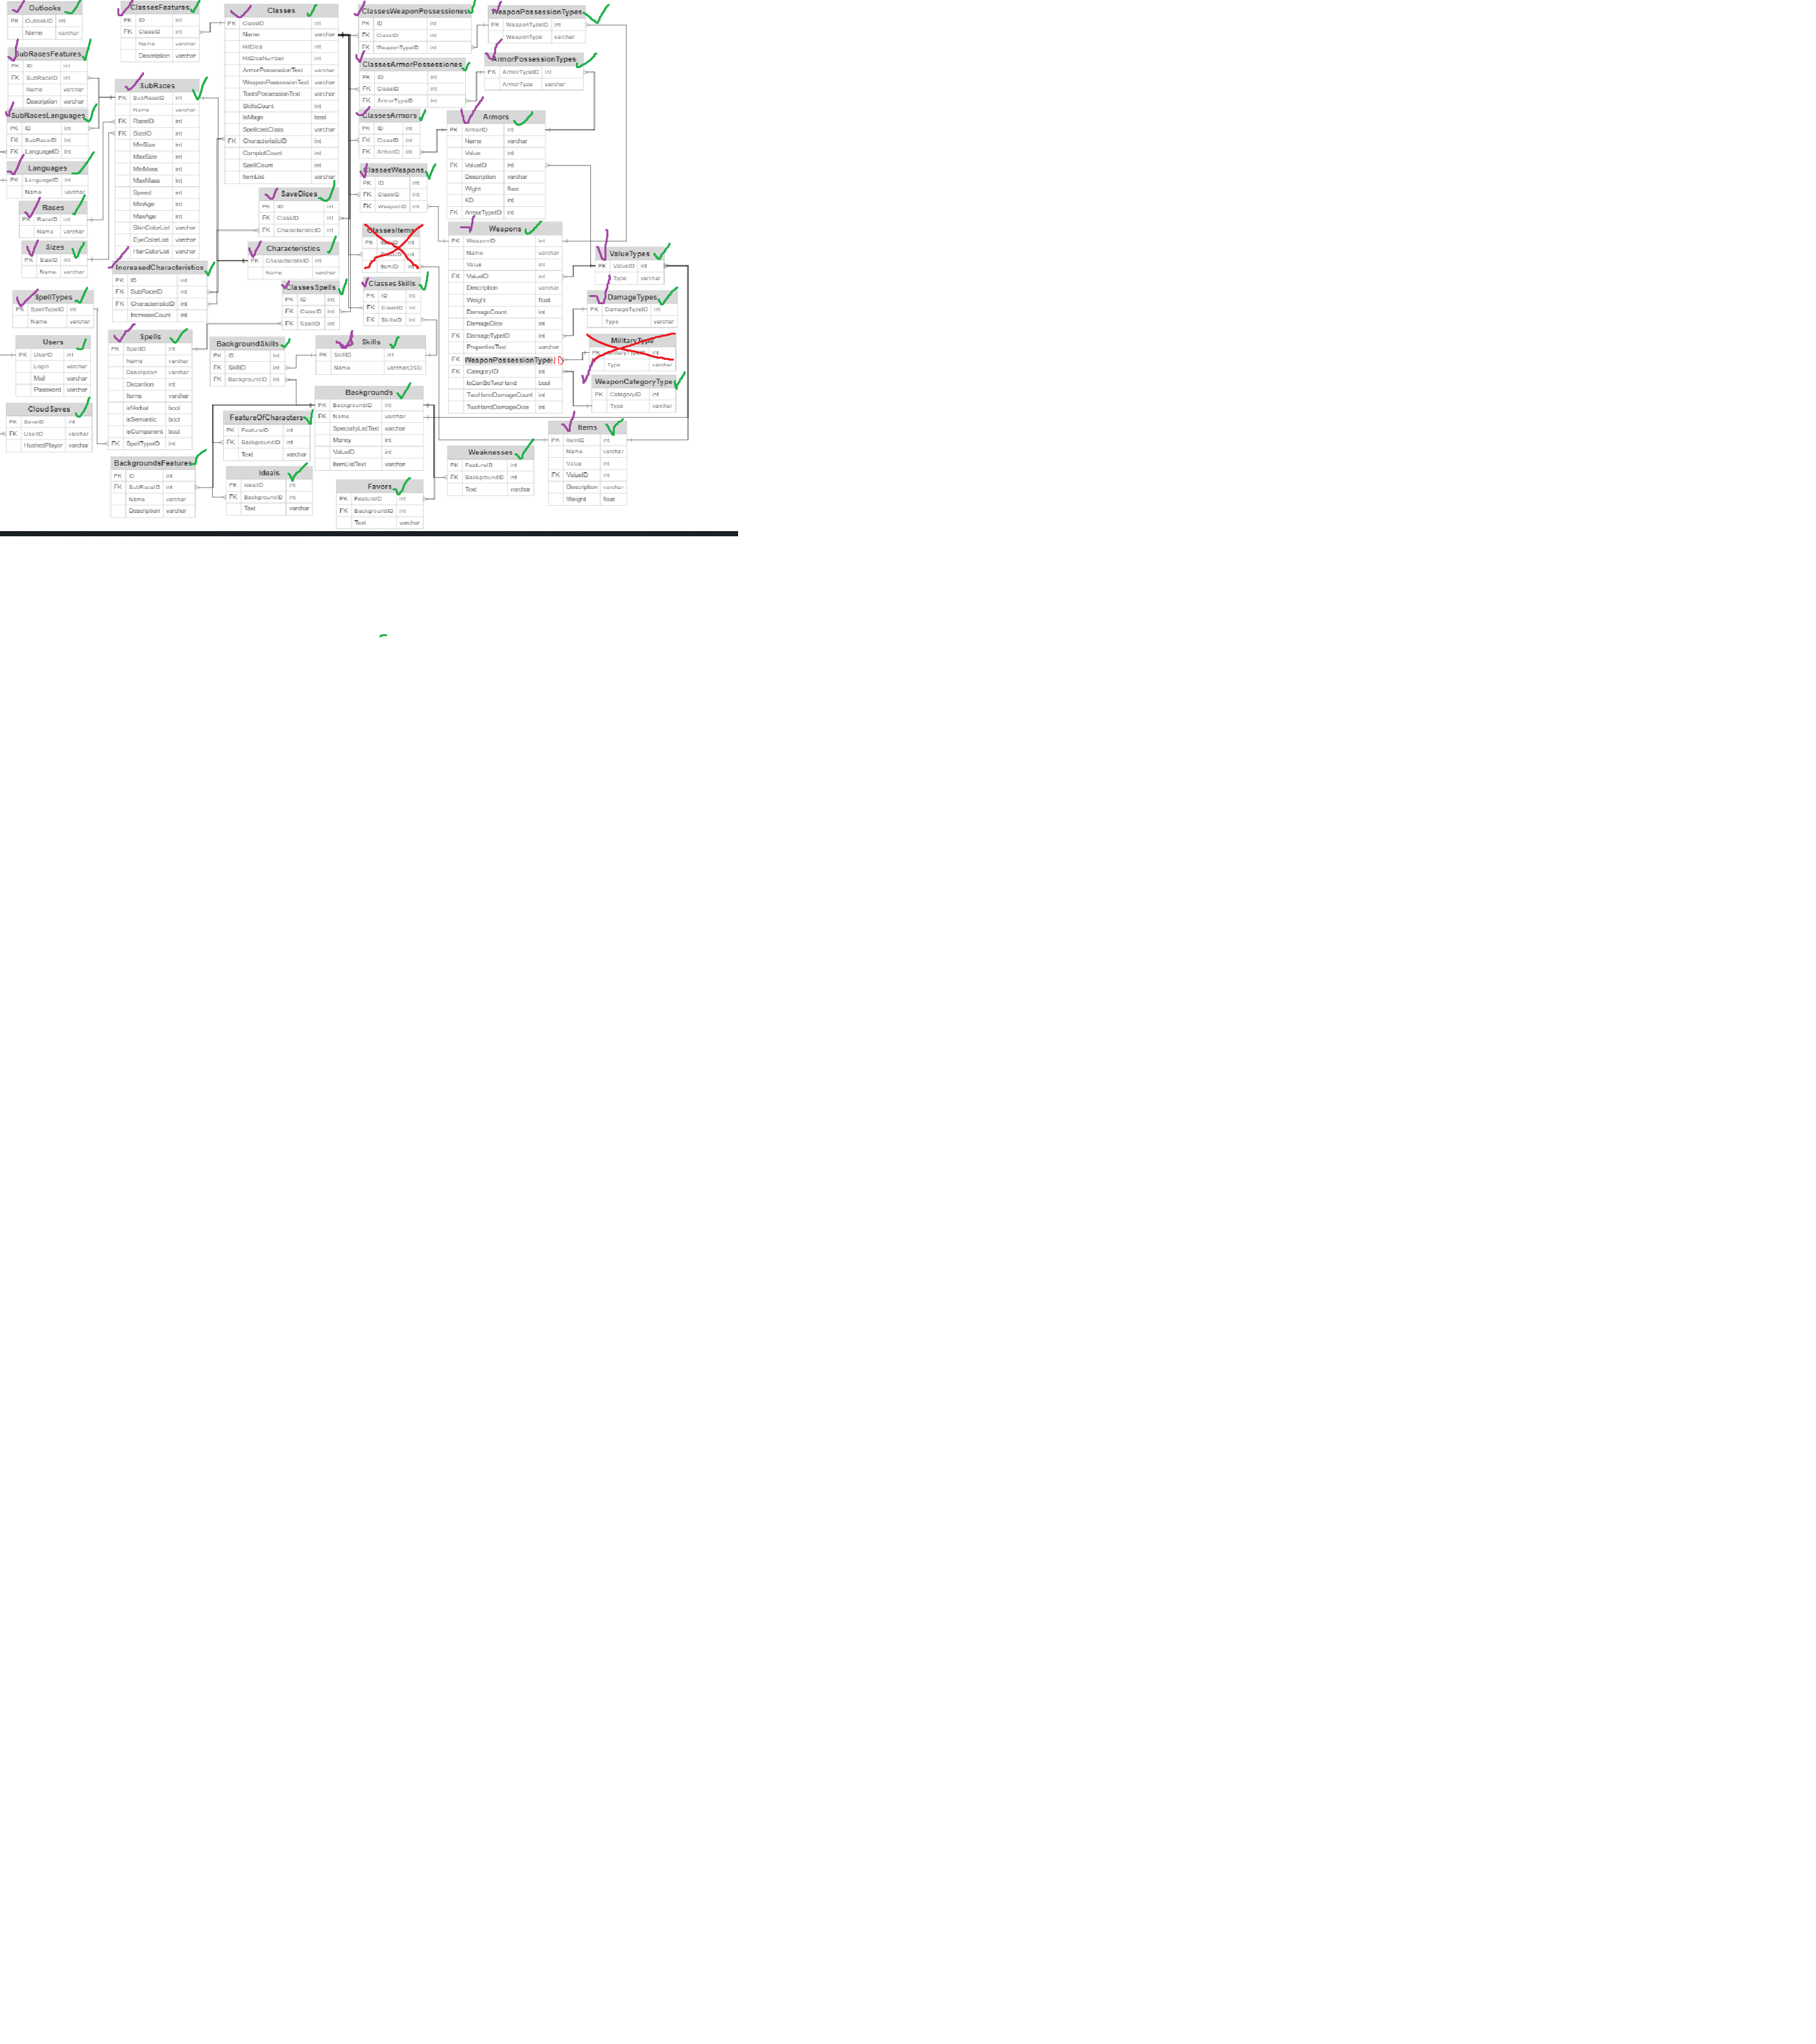 Outlooks
PK OutlookID int
Name varchar
SubRacesFeatures
PK ID int
FK SubRaceID int
Name varchar
Description varchar
SubRacesLanguages
PK ID int
FK SubRaceID int
FK LanguageID int
Languages
PK LanguageID int
Name varchar
Races
PK RaceID int
Name varchar
Sizes
PK SizeID int
Name varchar
SpellTypes
PK SpellTypeID int
Name varchar
Users
PK UserID int
Login varchar
Mail varchar
Password varchar
CloudSaves
PK SaveID int
FK UserID varchar
HushedPlayer varchar
ClassesFeatures
PK ID int
FK ClassID int
Name varchar
Description varchar
SubRaces
PK SubRaceID int
Name varchar
FK RaceID int
FK SizeID int
MinSize int
MaxSize int
MinMass int
MaxMass int
Speed int
MinAge int
MaxAge int
SkinColorList varchar
EyeColorList varchar
HairColorList varchar
IncreasedCharacteristics
PK ID int
FK SubRaceID int
FK CharacteristicID int
IncreaseCount int
Spells
PK SpellID int
Name varchar
Description varchar
Distantion int
Items varchar
isVerbal bool
isSemantic bool
isComponent bool
FK SpellTypeID int
BackgroundsFeatures
PK ID int
FK SubRaceID int
Name varchar
Description varchar
Classes
PK ClassID int
Name varchar
HitDice int
HitDiceNumber int
ArmorPossessionText varchar
WeaponPossessionText varchar
ToolsPossessionText varchar
SkillsCount int
IsMage bool
SpellcastClass varchar
FK CharacteristicID int
ComplotCount int
SpellCount int
ItemList varchar
SaveDices
PK ID int
FK ClassID int
FK CharacteristicID int
Characteristics
PK CharacteristicID int
Name varchar
ClassesSpells
PK ID int
FK ClassID int
FK SpellID int
BackgroundSkills
PK ID int
FK SkillID int
FK BackgroundID int
Skills
PK SkillID int
Name varchar(255)
Backgrounds
PK BackgroundID int
FK Name varchar
SpecialtyListText varchar
Money int
ValueID int
ItemListText varchar
FeatureOfCharacters
PK FeatureID int
FK BackgroundID int
Text varchar
Ideals
PK IdealID int
FK BackgroundID int
Text varchar
Favors
PK FeatureID int
FK BackgroundID int
Text varchar
ClassesWeaponPossessiones
PK ID int
FK ClassID int
FK WeaponTypeID int
ClassesArmorPossessiones
PK ID int
FK ClassID int
FK ArmorTypeID int
ClassesArmors
PK ID int
FK ClassID int
FK ArmorID int
ClassesWeapons
PK ID int
FK ClassID int
FK WeaponID int
ClassesItems
PK int
int
ItemID int
ClassesSkills
PK ID int
FK ClassID int
FK SkillsID int
WeaponPossessionTypes
PK WeaponTypeID int
WeaponType varchar
ArmorPossessionTypes
PK ArmorTypeID int
ArmorType varchar
Armors
PK ArmorID int
Name varchar
Value int
FK ValueID int
Description varchar
Wight float
KD int
FK ArmorTypeID int
Weapons
PK WeaponID int
Name varchar
Value int
FK ValueID int
Description varchar
Weight float
DamageCount int
DamageDice int
FK DamageTypeID int
PropertiesText varchar
FK WeaponPossessionType ID
FK CategoryID int
IsCanBeTwoHand bool
TwoHandDamageCount int
TwoHandDamageDice int
ValueTypes
PK ValueID int
Type varchar
DamageTypes
PK DamageTypeID int
Type varchar
MilitaryType
PK MilitaryTypeID int
Type varchar
WeaponCategoryType
PK CategoryID int
Type int
Weaknesses
PK FeatureID int
FK BackgroundID int
Text varchar
Items
PK ItemID int
Name varchar
Value int
FK ValueID int
Description varchar
Weight float